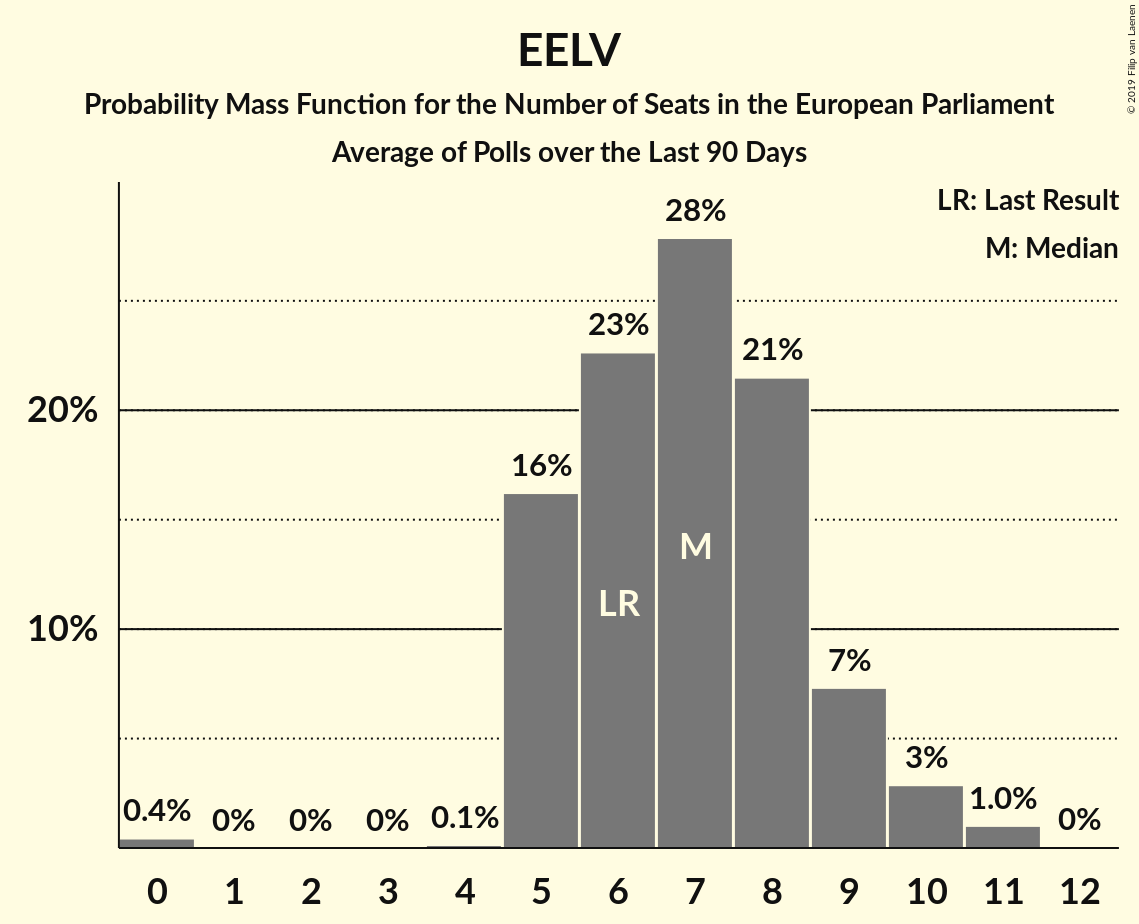 EELV
Probability Mass Function for the Number of Seats in the European Parliament
Average of Polls over the Last 90 Days
© 2019 Filip van Laenen
LR: Last Result
M: Median
28%
23%
21%
20%
16%
M
LR
10%
7%
3%
0.4% 0% 0% 0% 0.1% 1.0% 0%
0 1 2 3 4 5 6 7 8 9 10 11 12